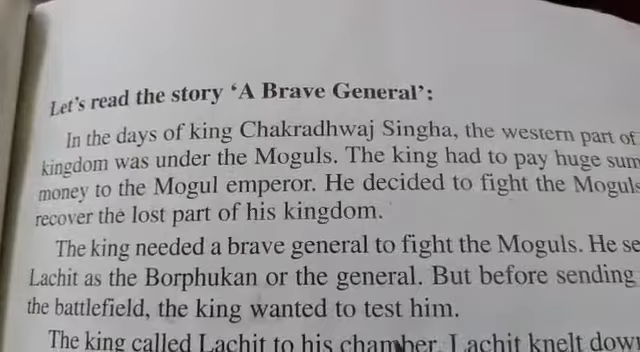 Let's read the story 'A Brave General':
In the days of king Chakradhwaj Singha, the western part of
kingdom was under the Moguls. The king had to pay huge sum
money to the Mogul emperor. He decided to fight the Moguls
recover the lost part of his kingdom.
The king needed a brave general to fight the Moguls. He se
Lachit as the Borphukan or the general. But before sending
the battlefield, the king wanted to test him.
The king called Lachit to his chamber. Lachit knelt down